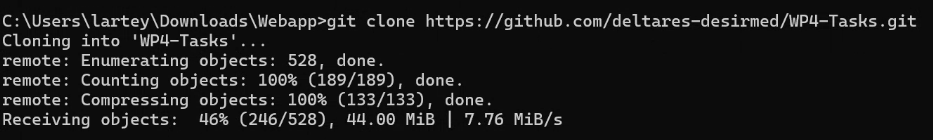 C:\Users\lartey\Downloads\Webapp>git clone https://github.com/deltares-desirmed/WP4-Tasks.git
Cloning into 'WP4-Tasks'...
remote: Enumerating objects: 528, done.
remote: Counting objects: 100% (189/189), done.
remote: Compressing objects: 100% (133/133), done.
Receiving objects:  46% (246/528), 44.00 MiB | 7.76 MiB/s